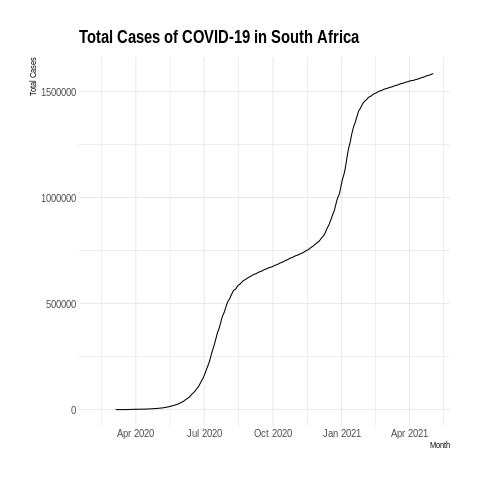 Total Cases of COVID-19 in South Africa
Total Cases
1500000
1000000
500000
0
Apr 2020 Jul 2020 Oct 2020 Jan 2021 Apr 2021
Month